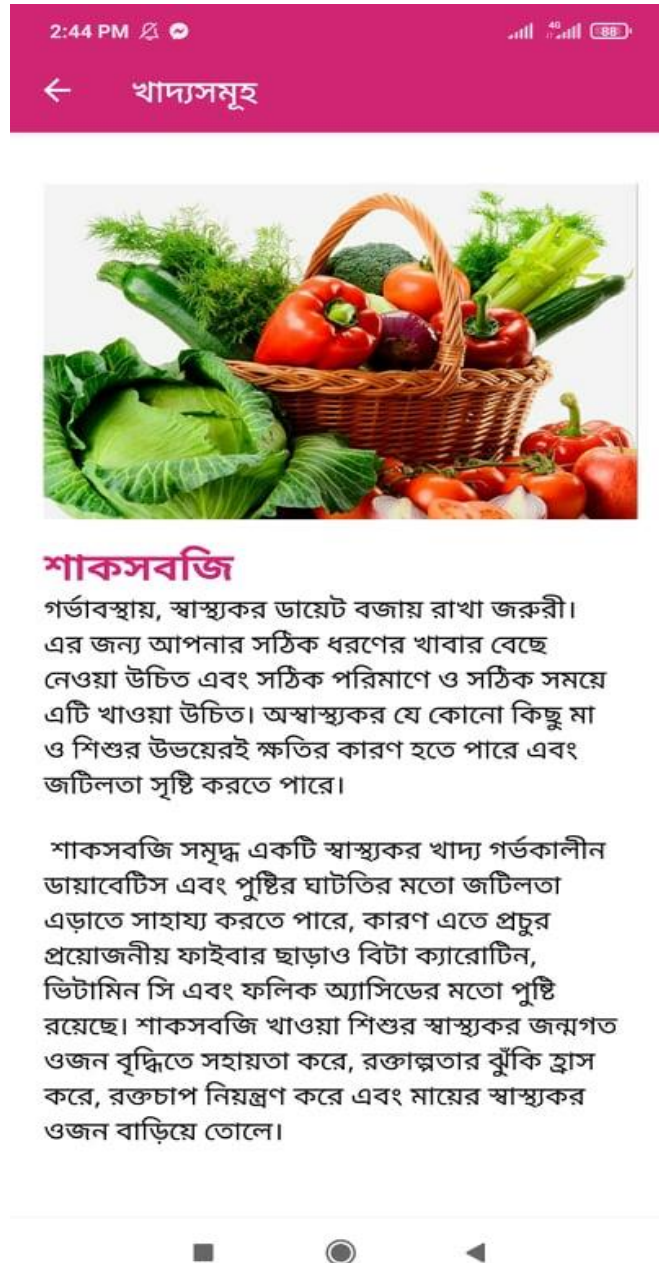 2:44 PM
4G
88
খাদ্যসমূহ
শাকসবজি
গর্ভাবস্থায়, স্বাস্থ্যকর ডায়েট বজায় রাখা জরুরী।
এর জন্য আপনার সঠিক ধরণের খাবার বেছে
নেওয়া উচিত এবং সঠিক পরিমাণে ও সঠিক সময়ে
এটি খাওয়া উচিত। অস্বাস্থ্যকর যে কোনো কিছু মা
ও শিশুর উভয়েরই ক্ষতির কারণ হতে পারে এবং
জটিলতা সৃষ্টি করতে পারে।
শাকসবজি সমৃদ্ধ একটি স্বাস্থ্যকর খাদ্য গর্ভকালীন
ডায়াবেটিস এবং পুষ্টির ঘাটতির মতো জটিলতা
এড়াতে সাহায্য করতে পারে, কারণ এতে প্রচুর
প্রয়োজনীয় ফাইবার ছাড়াও বিটা ক্যারোটিন,
ভিটামিন সি এবং ফলিক অ্যাসিডের মতো পুষ্টি
রয়েছে। শাকসবজি খাওয়া শিশুর স্বাস্থ্যকর জন্মগত
ওজন বৃদ্ধিতে সহায়তা করে, রক্তাল্পতার ঝুঁকি হ্রাস
করে, রক্তচাপ নিয়ন্ত্রণ করে এবং মায়ের স্বাস্থ্যকর
ওজন বাড়িয়ে তোলে।